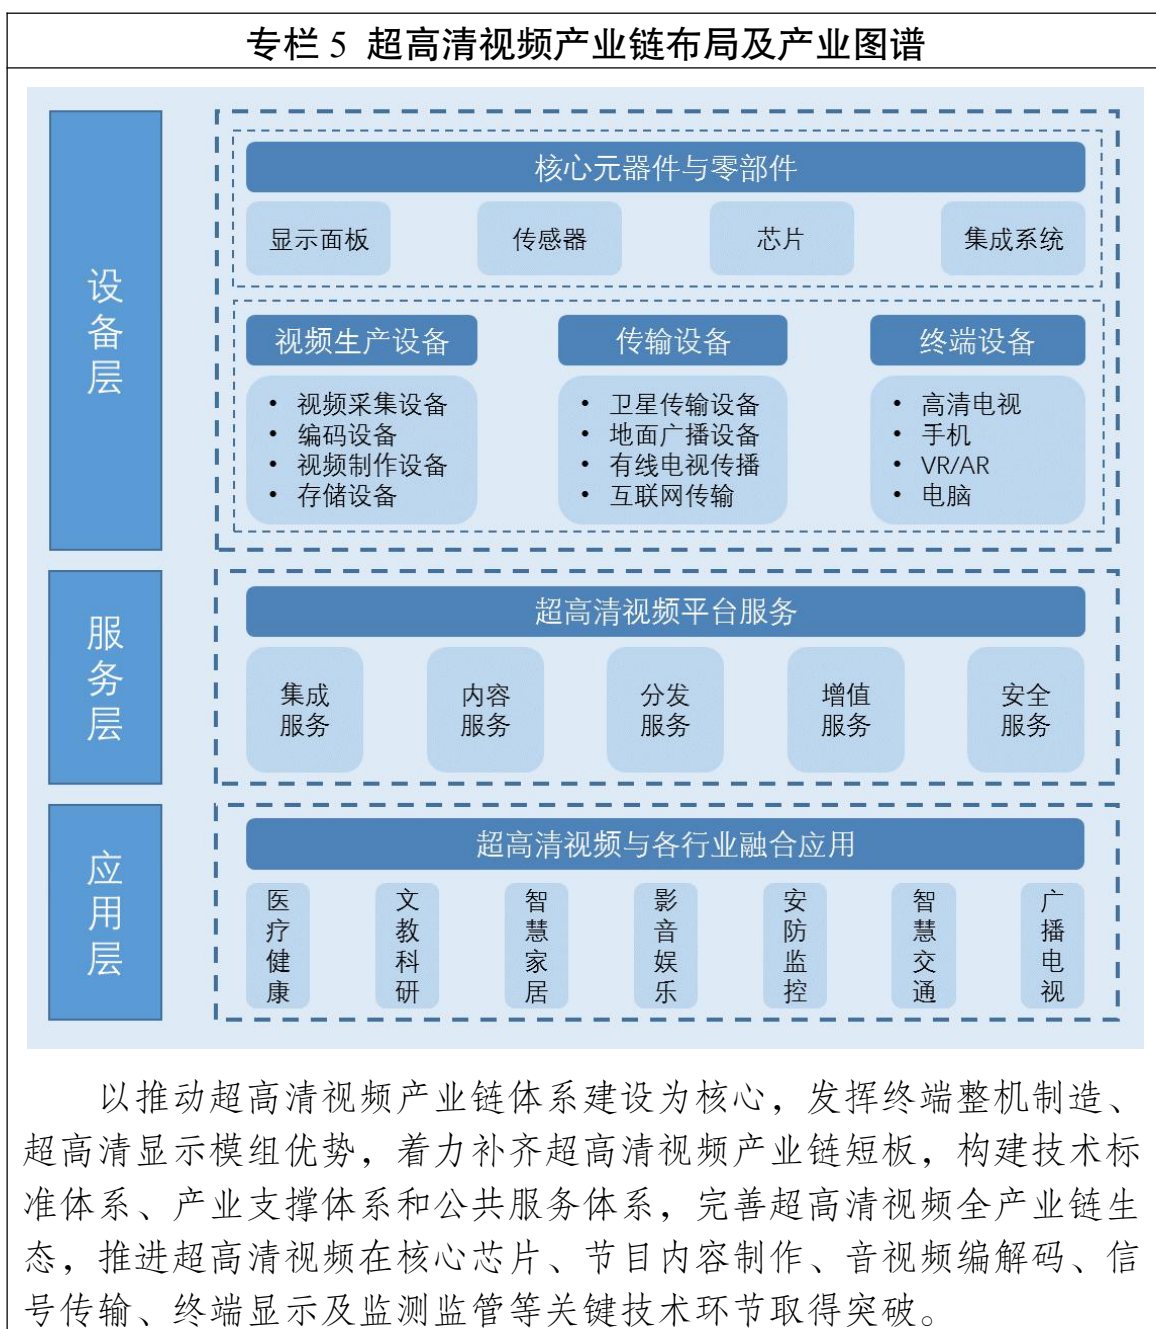 专栏 5 超高清视频产业链布局及产业图谱
设备层
核心元器件与零部件
显示面板
传感器
芯片
集成系统
视频生产设备
• 视频采集设备
• 编码设备
• 视频制作设备
• 存储设备
传输设备
• 卫星传输设备
• 地面广播设备
• 有线电视传播
• 互联网传输
终端设备
• 高清电视
• 手机
• VR/AR
• 电脑
服务层
超高清视频平台服务
集成
服务
内容
服务
分发
服务
增值
服务
安全
服务
应用层
超高清视频与各行业融合应用
医疗健康
文教科研
智慧家居
影音娱乐
安防监控
智慧交通
广播电视
以推动超高清视频产业链体系建设为核心，发挥终端整机制造、
超高清显示模组优势，着力补齐超高清视频产业链短板，构建技术标
准体系、产业支撑体系和公共服务体系，完善超高清视频全产业链生
态，推进超高清视频在核心芯片、节目内容制作、音视频编解码、信
号传输、终端显示及监测监管等关键技术环节取得突破。